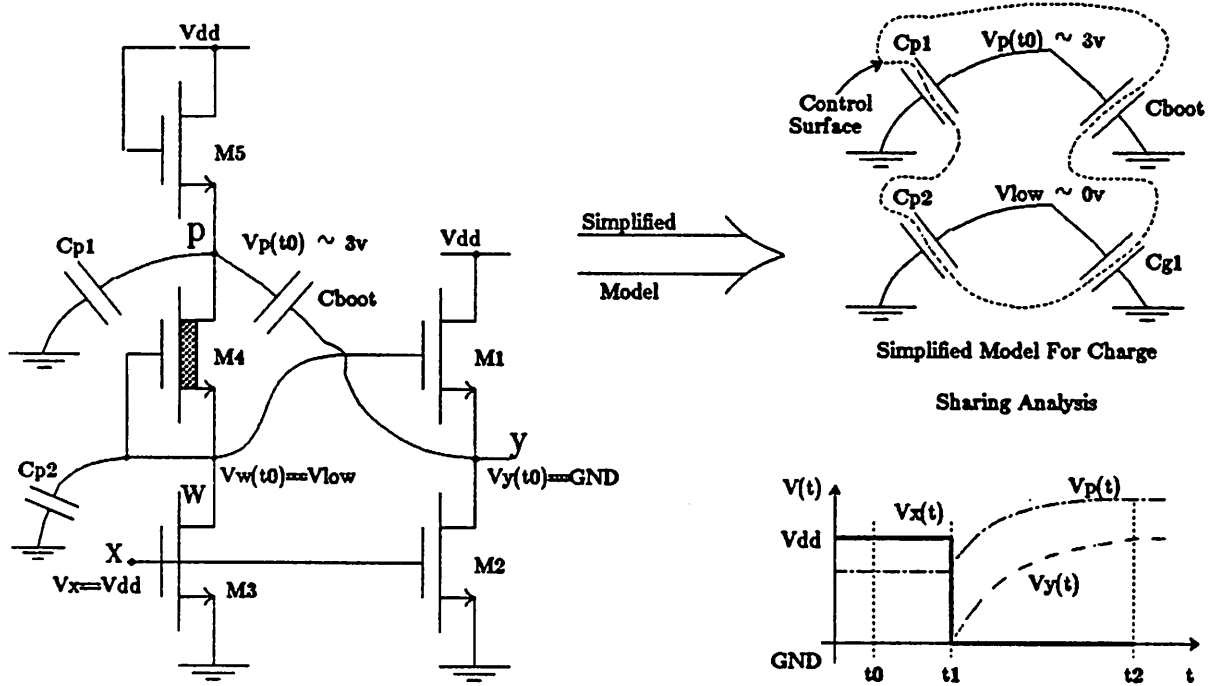 Vdd
M5
p
Cp1
Vp(t0) ~ 3v
Cboot
Vdd
M4
M1
Cp2
Vw(t0)=Vlow
y
Vy(t0)=GND
W
X
Vx=Vdd
M3
M2
Simplified
Model
Cp1
Vp(t0) ~ 3v
Control
Surface
Cboot
Cp2
Vlow ~ 0v
Cg1
Simplified Model For Charge
Sharing Analysis
V(t)
Vp(t)
Vx(t)
Vdd
Vy(t)
GND
t0
t1
t2
t